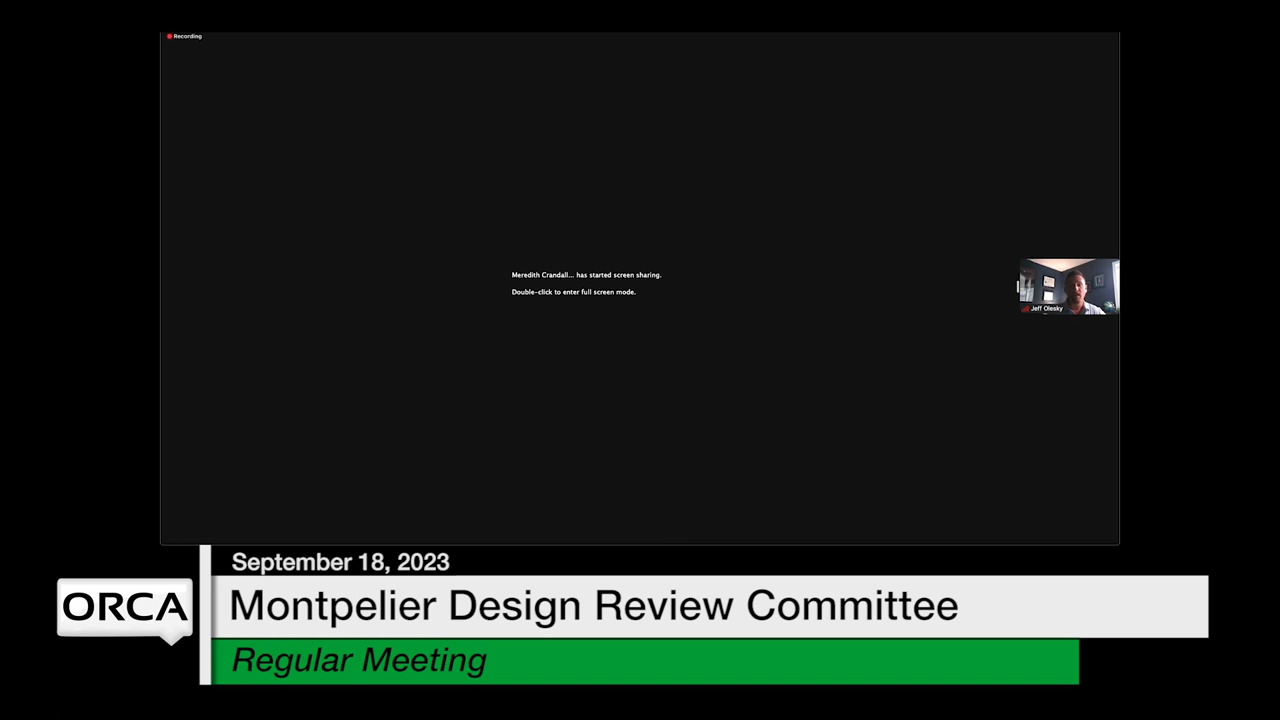 Recording
Meredith Crandall... has started screen sharing.
Double-click to enter full screen mode.
Jeff Olesky
September 18, 2023
ORCA
Montpelier Design Review Committee
Regular Meeting